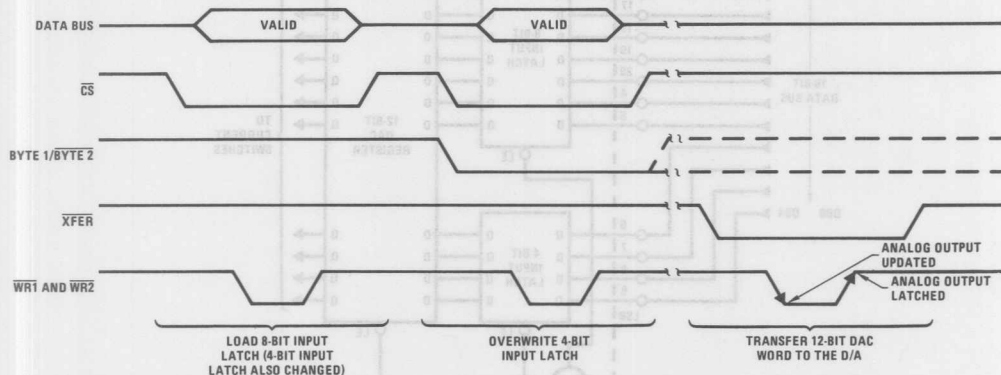 DATA BUS
VALID
VALID
CS
BYTE 1/BYTE 2
XFER
WR1 AND WR2
ANALOG OUTPUT
UPDATED
ANALOG OUTPUT
LATCHED
LOAD 8-BIT INPUT
LATCH (4-BIT INPUT
LATCH ALSO CHANGED)
OVERWRITE 4-BIT
INPUT LATCH
TRANSFER 12-BIT DAC
WORD TO THE D/A